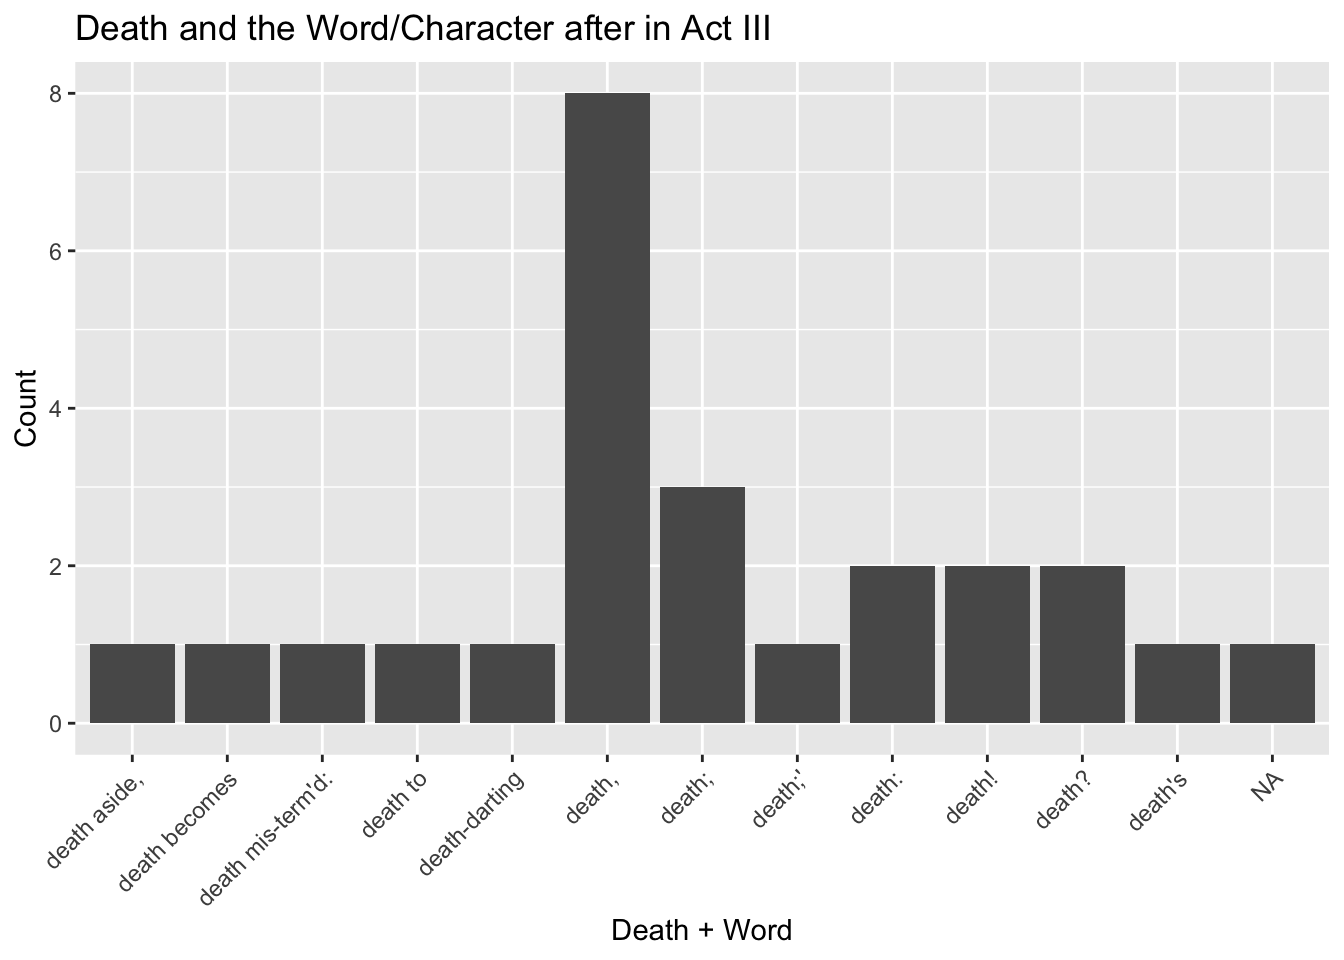 Death and the Word/Character after in Act III
8
6
4
2
0
Count
death aside,
death becomes
death mis-term'd:
death to
death-darting
death,
death;
death;'
death:
death!
death?
death's
NA
Death + Word